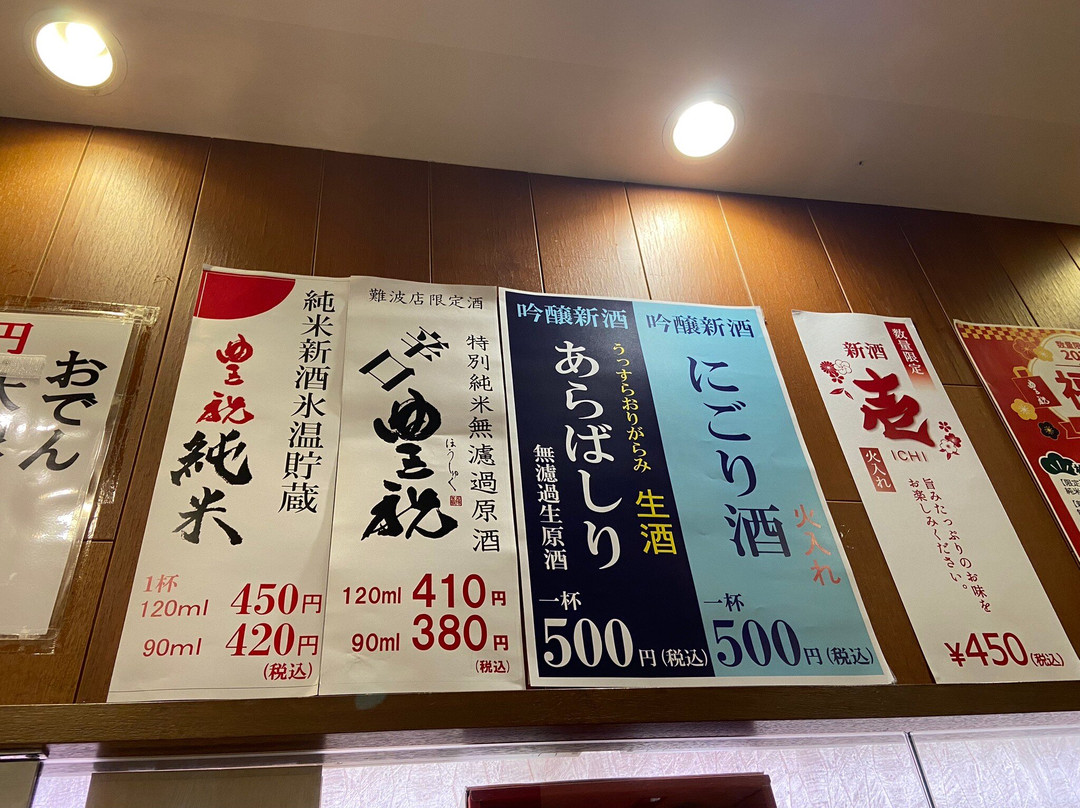 円
おでん
純米新酒氷温貯蔵
豊祝
純米
1杯
120ml 450円
90ml 420円
(税込)
難波店限定酒
特別純米無濾過原酒
辛口
豊祝
ほうしゅく
120ml 410円
90ml 380円
(税込)
吟醸新酒
うっすらおりがらみ 生酒
あらばしり
無濾過生原酒
一杯
500円(税込)
吟醸新酒
にごり酒
火入れ
一杯
500円(税込)
数量限定
新酒
壱
ICHI
火入れ
旨みたっぷりのお味を
お楽しみください。
¥450(税込)
数量限定
202
福